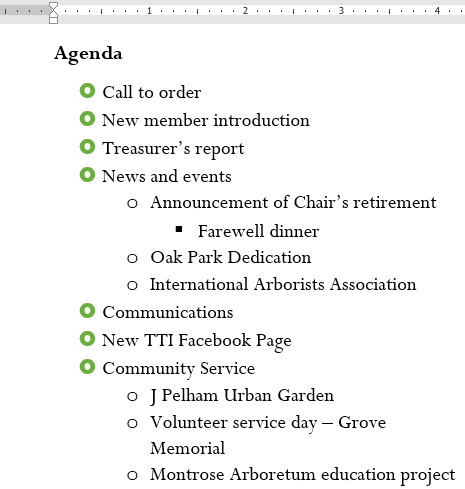 1 2 3 4
Agenda
Call to order
New member introduction
Treasurer’s report
News and events
Announcement of Chair’s retirement
Farewell dinner
Oak Park Dedication
International Arborists Association
Communications
New TTI Facebook Page
Community Service
J Pelham Urban Garden
Volunteer service day – Grove
Memorial
Montrose Arboretum education project